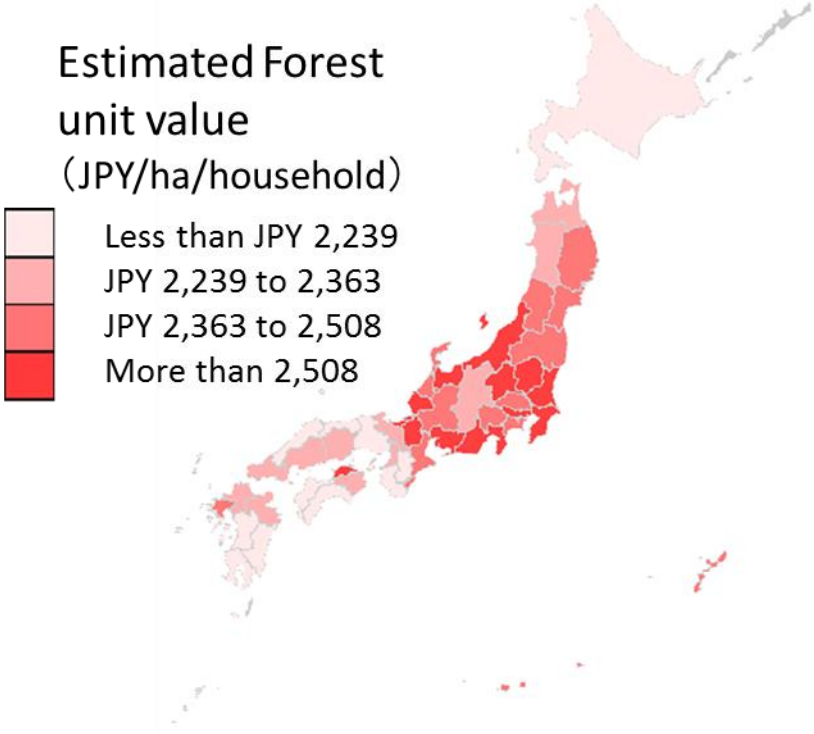 Estimated Forest
unit value
（JPY/ha/household）
Less than JPY 2,239
JPY 2,239 to 2,363
JPY 2,363 to 2,508
More than 2,508